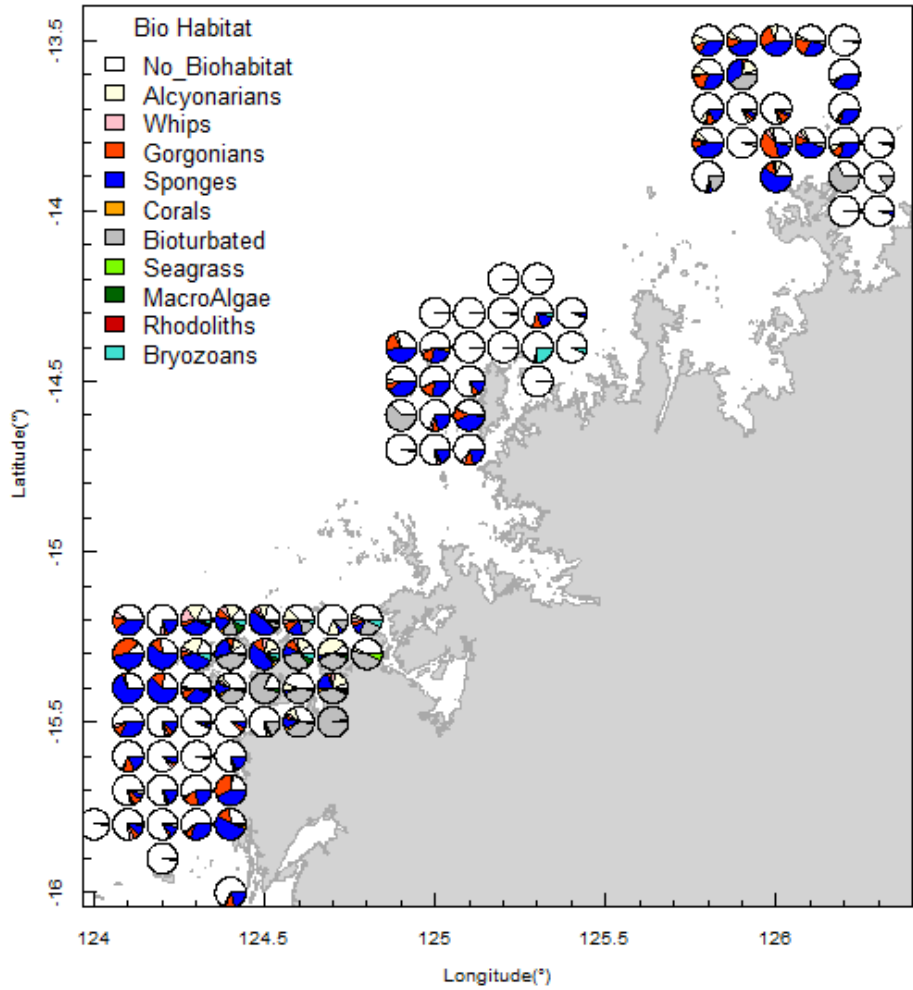 -13.5
Bio Habitat
No_Biohabitat
Alcyonarians
Whips
Gorgonians
Sponges
Corals
Bioturbated
Seagrass
MacroAlgae
Rhodoliths
Bryozoans
-14
-14.5
Latitude(°)
-15
-15.5
-16
124
124.5
125
125.5
126
Longitude(°)